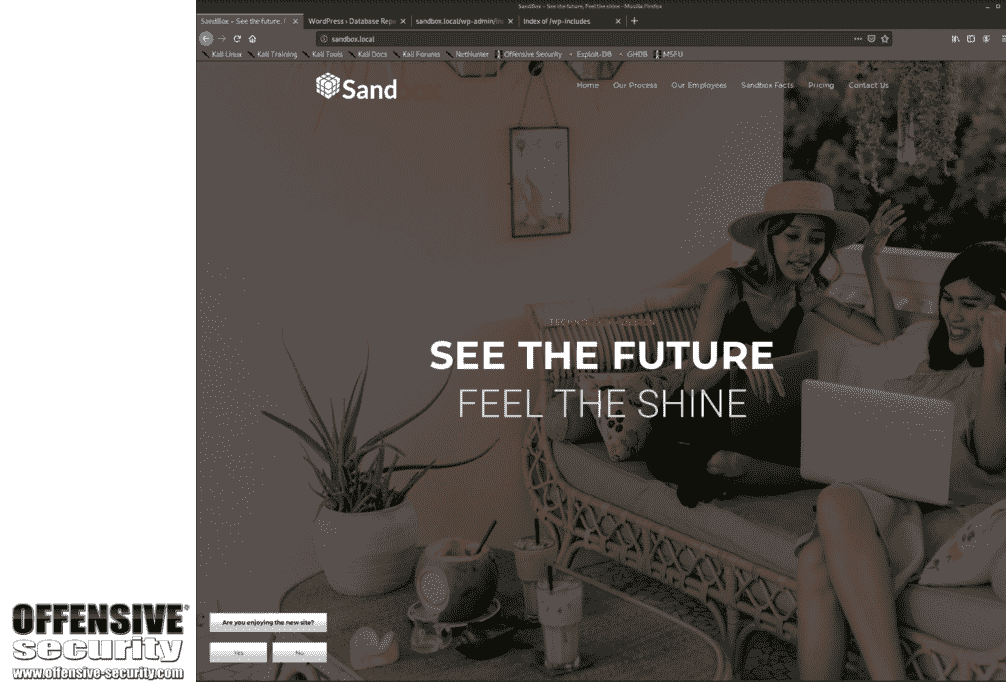 SandBox – See the future, Feel the shine - Mozilla Firefox
SandBox – See the future, f
WordPress › Database Repa
sandbox.local/wp-admin/in
Index of /wp-includes
sandbox.local
Kali Linux
Kali Training
Kali Tools
Kali Docs
Kali Forums
NetHunter
Offensive Security
Exploit-DB
GHDB
MSFU
Sand
Home
Our Process
Our Employees
Sandbox Facts
Pricing
Contact Us
SEE THE FUTURE
FEEL THE SHINE
Are you enjoying the new site?
Yes
No
OFFENSIVE®
security
www.offensive-security.com